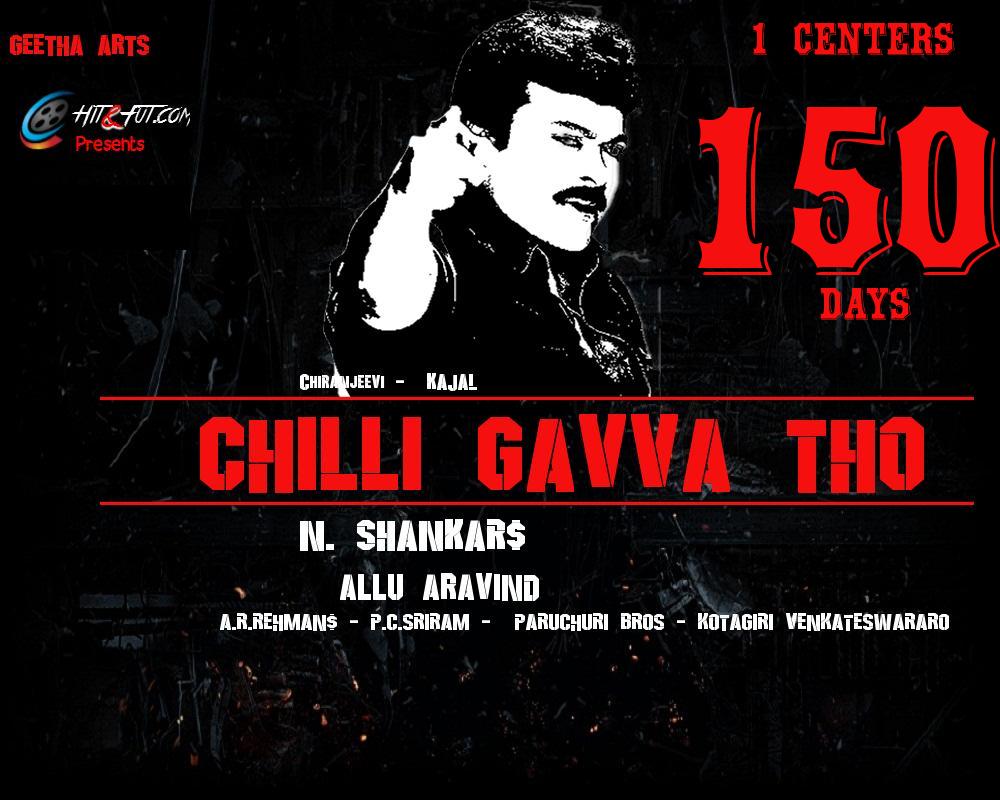 GEETHA ARTS
HIT&FUT.COM
Presents
1 CENTERS
150
DAYS
CHIRANJEEVI - KAJAL
CHILLI GAVVA THO
N. SHANKAR$
ALLU ARAVIND
A.R.REHMAN$ - P.C.SRIRAM - PARUCHURI BROS - KOTAGIRI VENKATESWARARO